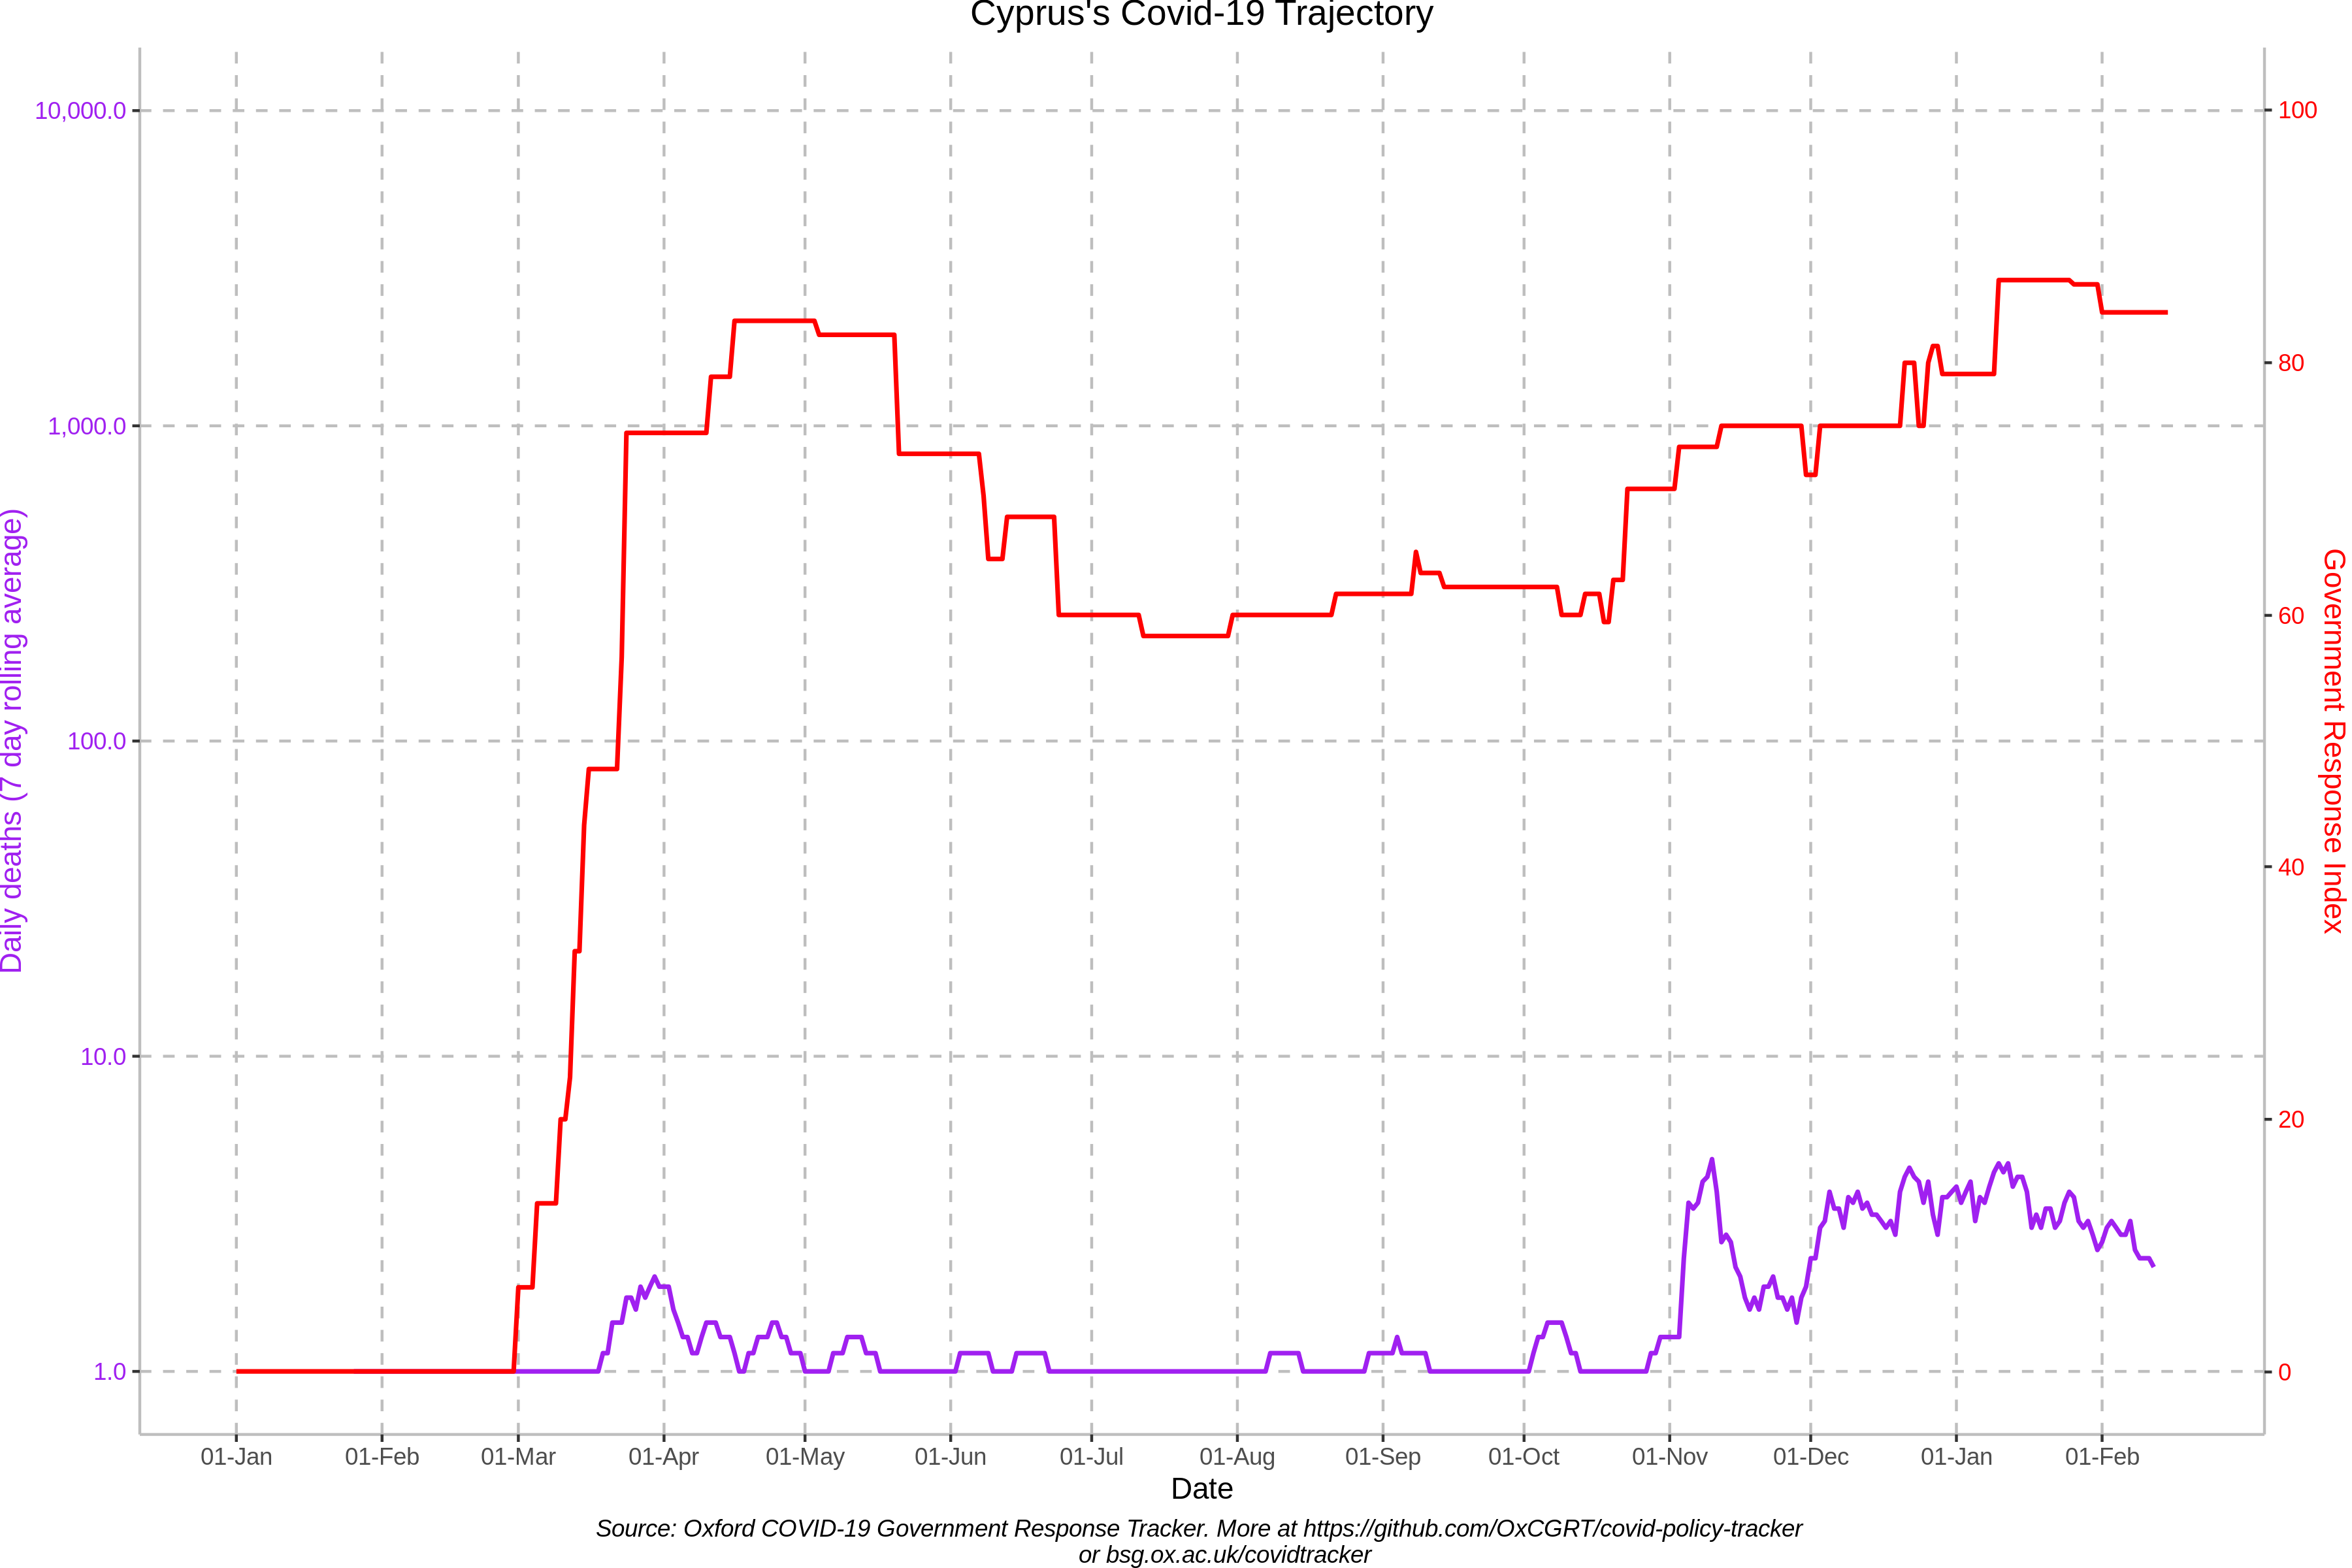 Cyprus's Covid-19 Trajectory
10,000.0
1,000.0
100.0
10.0
1.0
Daily deaths (7 day rolling average)
100
80
60
40
20
0
Government Response Index
01-Jan 01-Feb 01-Mar 01-Apr 01-May 01-Jun 01-Jul 01-Aug 01-Sep 01-Oct 01-Nov 01-Dec 01-Jan 01-Feb
Date
Source: Oxford COVID-19 Government Response Tracker. More at https://github.com/OxCGRT/covid-policy-tracker
or bsg.ox.ac.uk/covidtracker